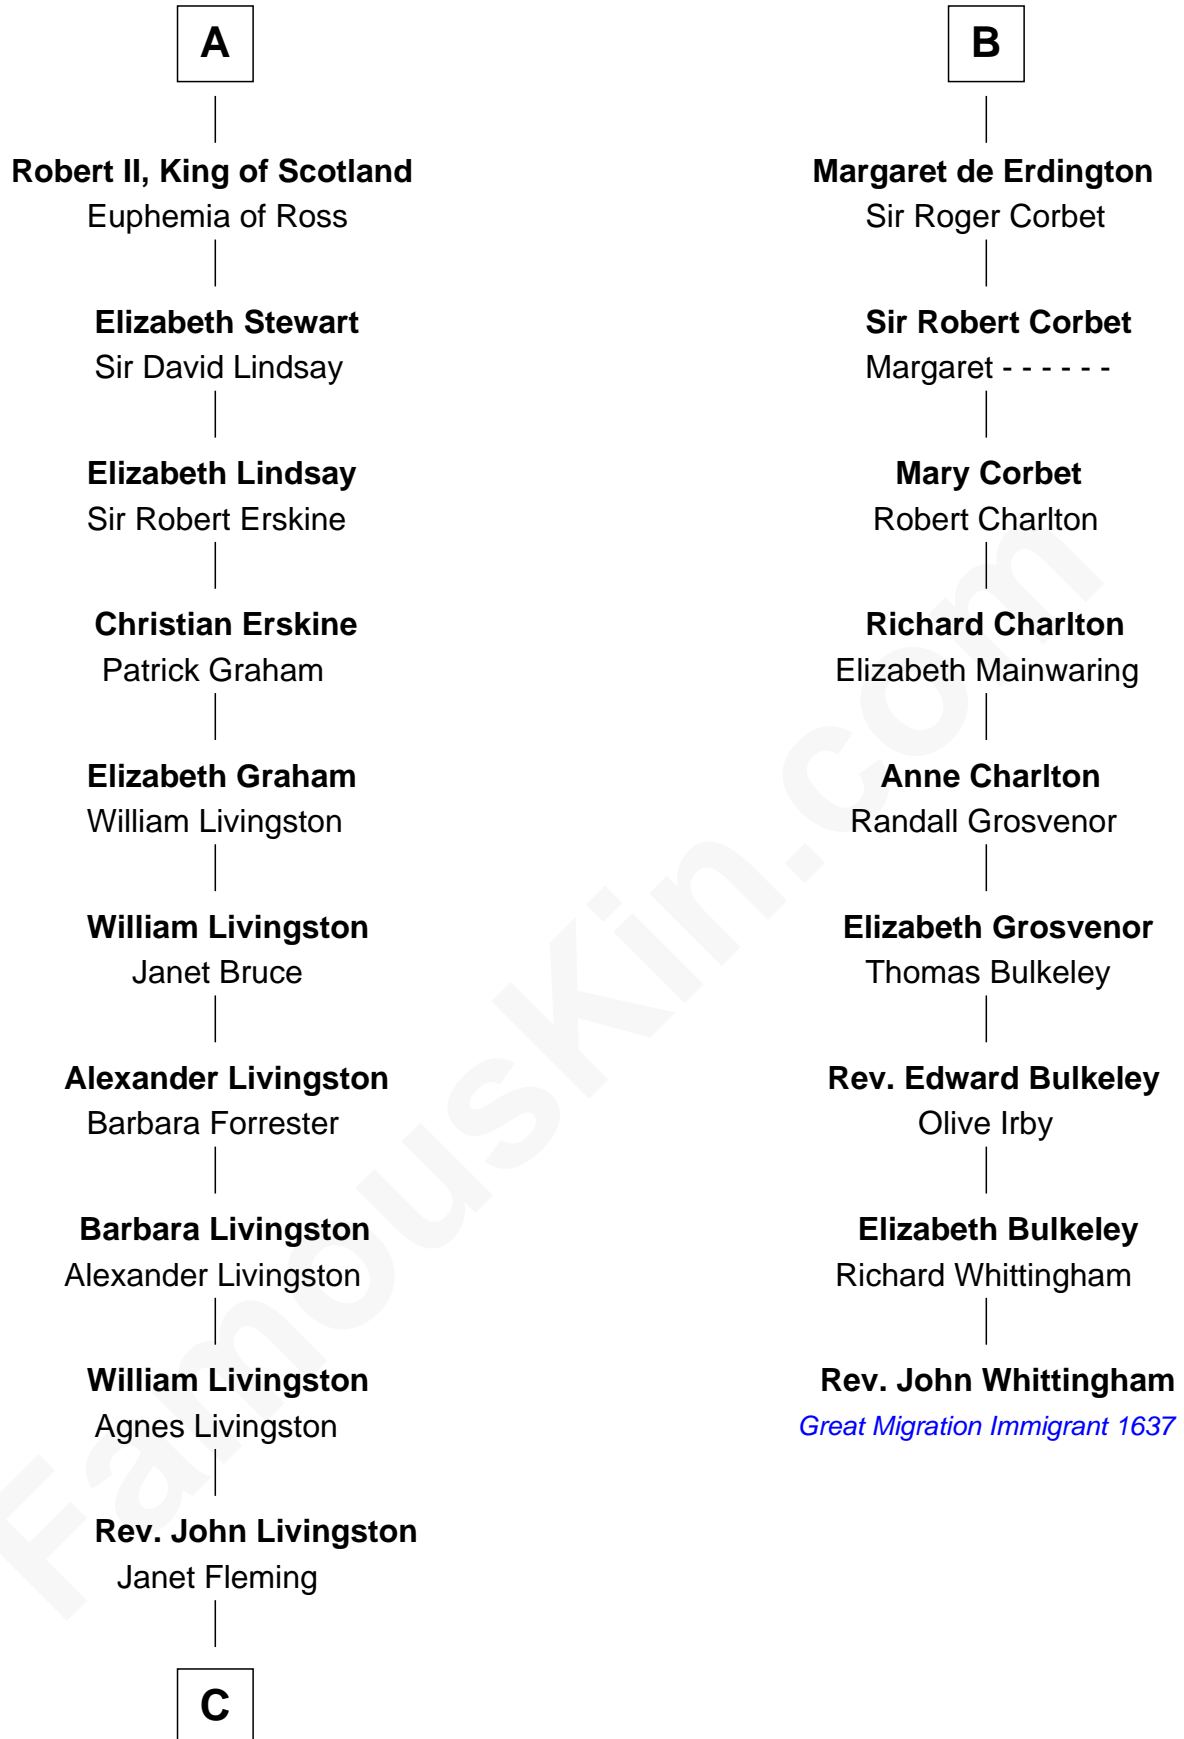 A
Robert II, King of Scotland
Euphemia of Ross
Elizabeth Stewart
Sir David Lindsay
Elizabeth Lindsay
Sir Robert Erskine
Christian Erskine
Patrick Graham
Elizabeth Graham
William Livingston
William Livingston
Janet Bruce
Alexander Livingston
Barbara Forrester
Barbara Livingston
Alexander Livingston
William Livingston
Agnes Livingston
Rev. John Livingston
Janet Fleming
C
B
Margaret de Erdington
Sir Roger Corbet
Sir Robert Corbet
Margaret - - - - - -
Mary Corbet
Robert Charlton
Richard Charlton
Elizabeth Mainwaring
Anne Charlton
Randall Grosvenor
Elizabeth Grosvenor
Thomas Bulkeley
Rev. Edward Bulkeley
Olive Irby
Elizabeth Bulkeley
Richard Whittingham
Rev. John Whittingham
Great Migration Immigrant 1637
FamousKin.com